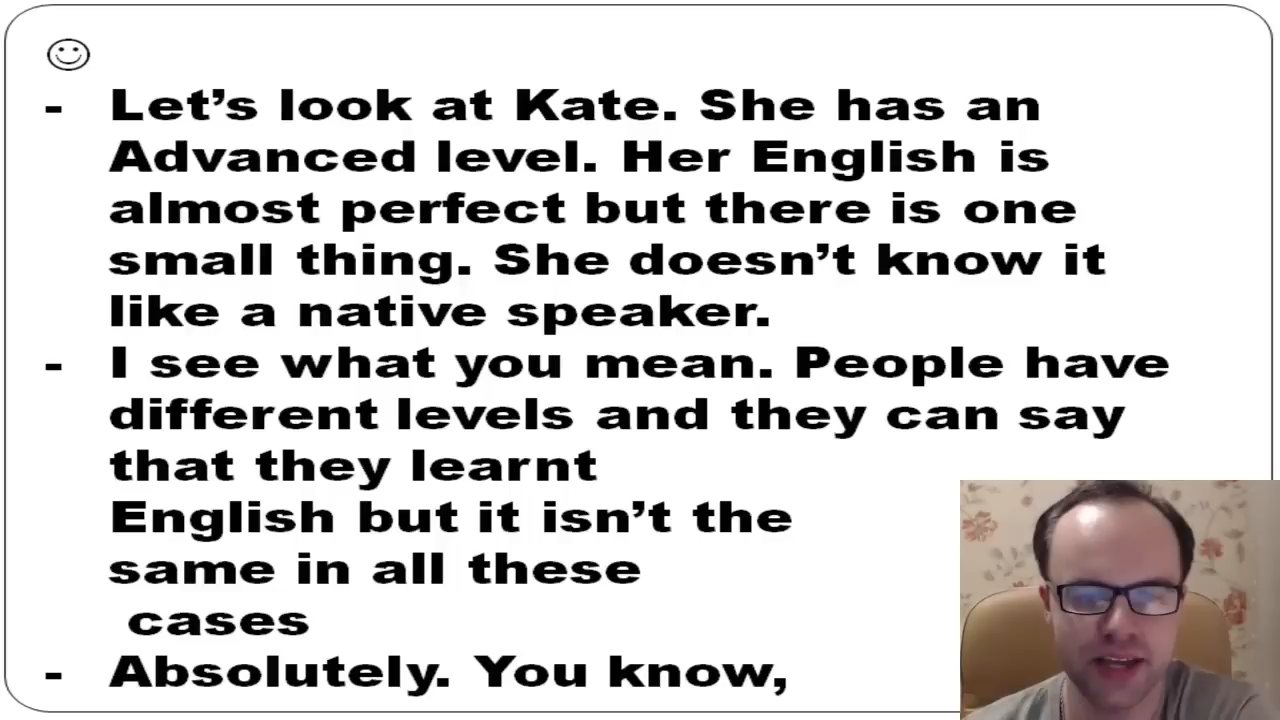 - Let’s look at Kate. She has an
Advanced level. Her English is
almost perfect but there is one
small thing. She doesn’t know it
like a native speaker.
- I see what you mean. People have
different levels and they can say
that they learnt
English but it isn’t the
same in all these
cases
- Absolutely. You know,